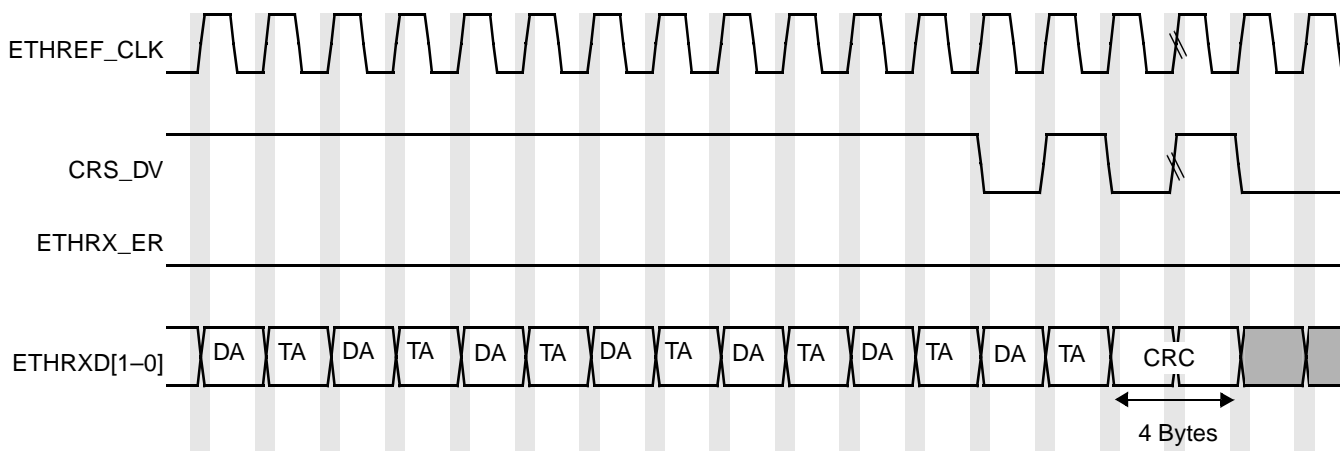 ETHREF_CLK
CRS_DV
ETHRX_ER
ETHRXD[1–0] DA TA DA TA DA TA DA TA DA TA DA TA DA TA CRC
4 Bytes